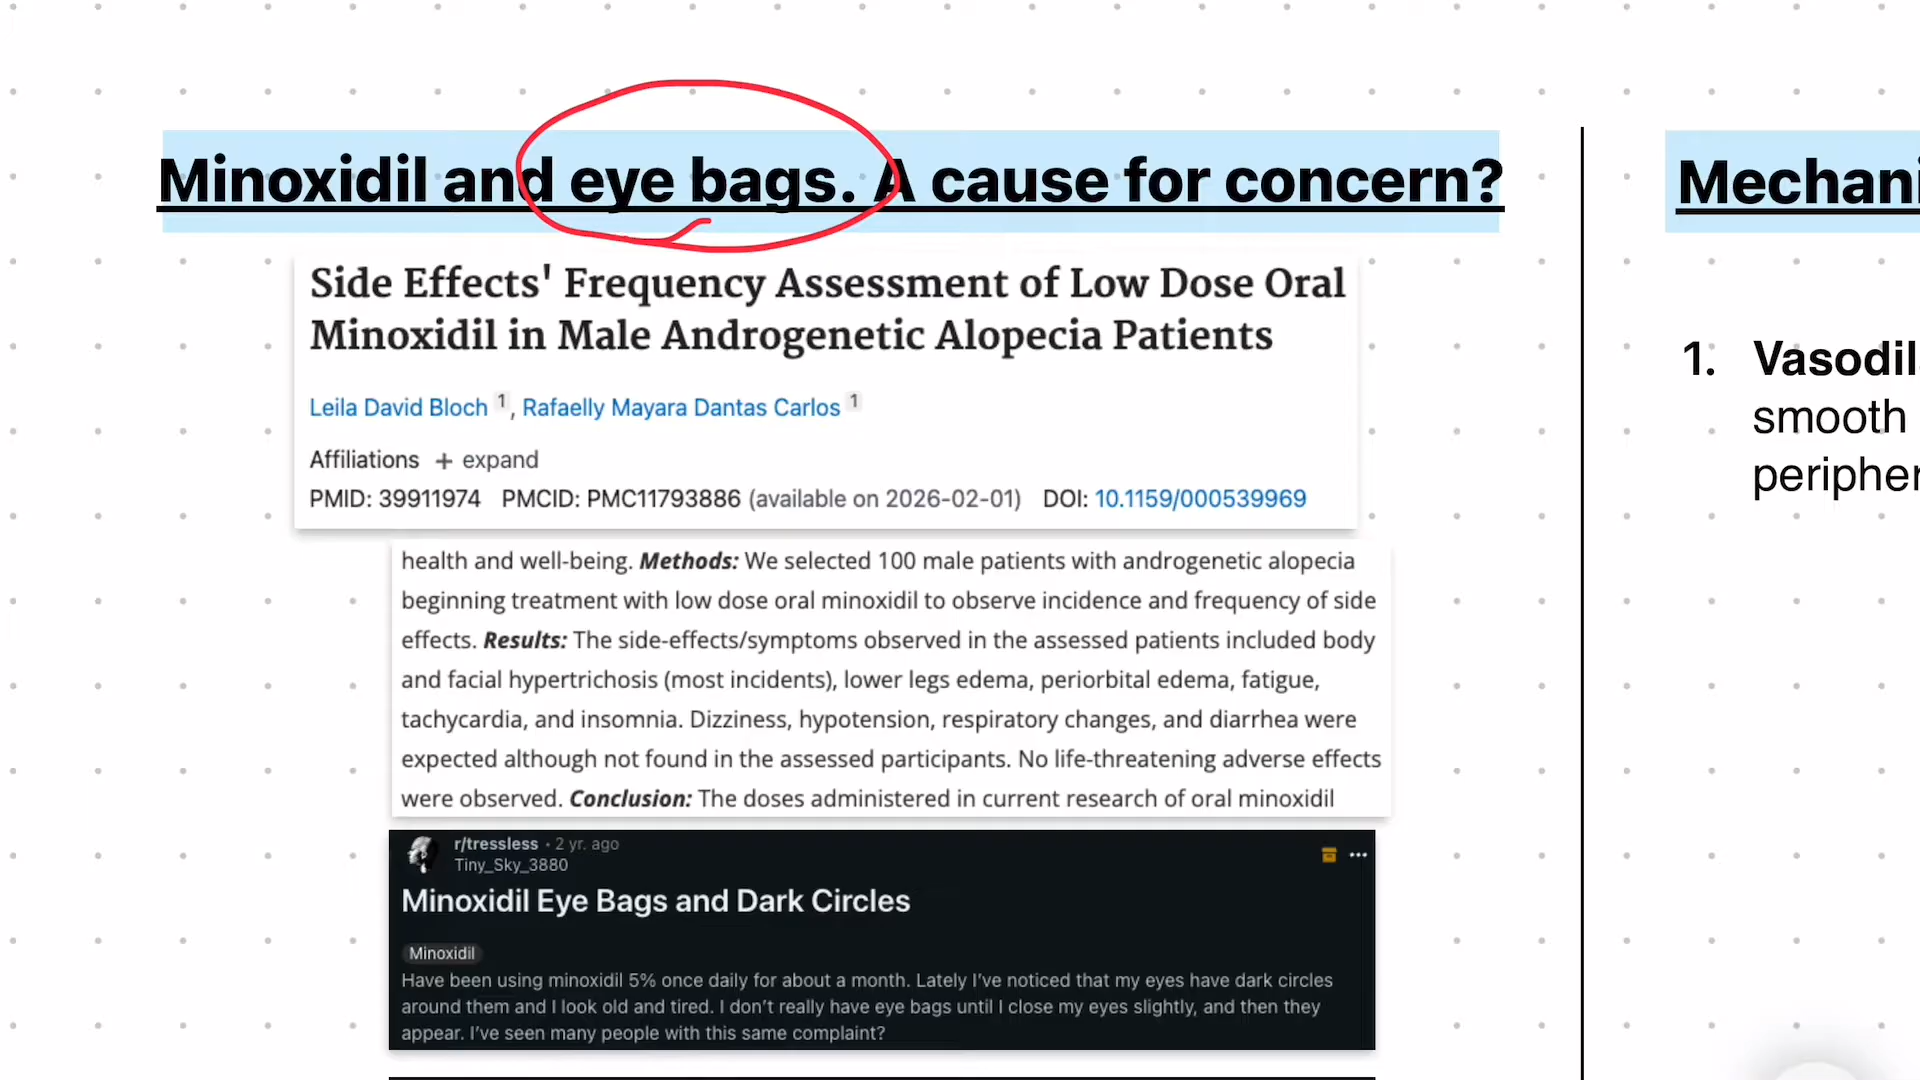 Minoxidil and eye bags. A cause for concern?
Side Effects' Frequency Assessment of Low Dose Oral
Minoxidil in Male Androgenetic Alopecia Patients
Leila David Bloch 1, Rafaelly Mayara Dantas Carlos 1
Affiliations + expand
PMID: 39911974 PMCID: PMC11793886 (available on 2026-02-01) DOI: 10.1159/000539969
health and well-being. Methods: We selected 100 male patients with androgenetic alopecia
beginning treatment with low dose oral minoxidil to observe incidence and frequency of side
effects. Results: The side-effects/symptoms observed in the assessed patients included body
and facial hypertrichosis (most incidents), lower legs edema, periorbital edema, fatigue,
tachycardia, and insomnia. Dizziness, hypotension, respiratory changes, and diarrhea were
expected although not found in the assessed participants. No life-threatening adverse effects
were observed. Conclusion: The doses administered in current research of oral minoxidil
r/tressless • 2 yr. ago
Tiny_Sky_3880
Minoxidil Eye Bags and Dark Circles
Minoxidil
Have been using minoxidil 5% once daily for about a month. Lately I've noticed that my eyes have dark circles
around them and I look old and tired. I don't really have eye bags until I close my eyes slightly, and then they
appear. I've seen many people with this same complaint?
Mechani
1. Vasodil
smooth
peripher